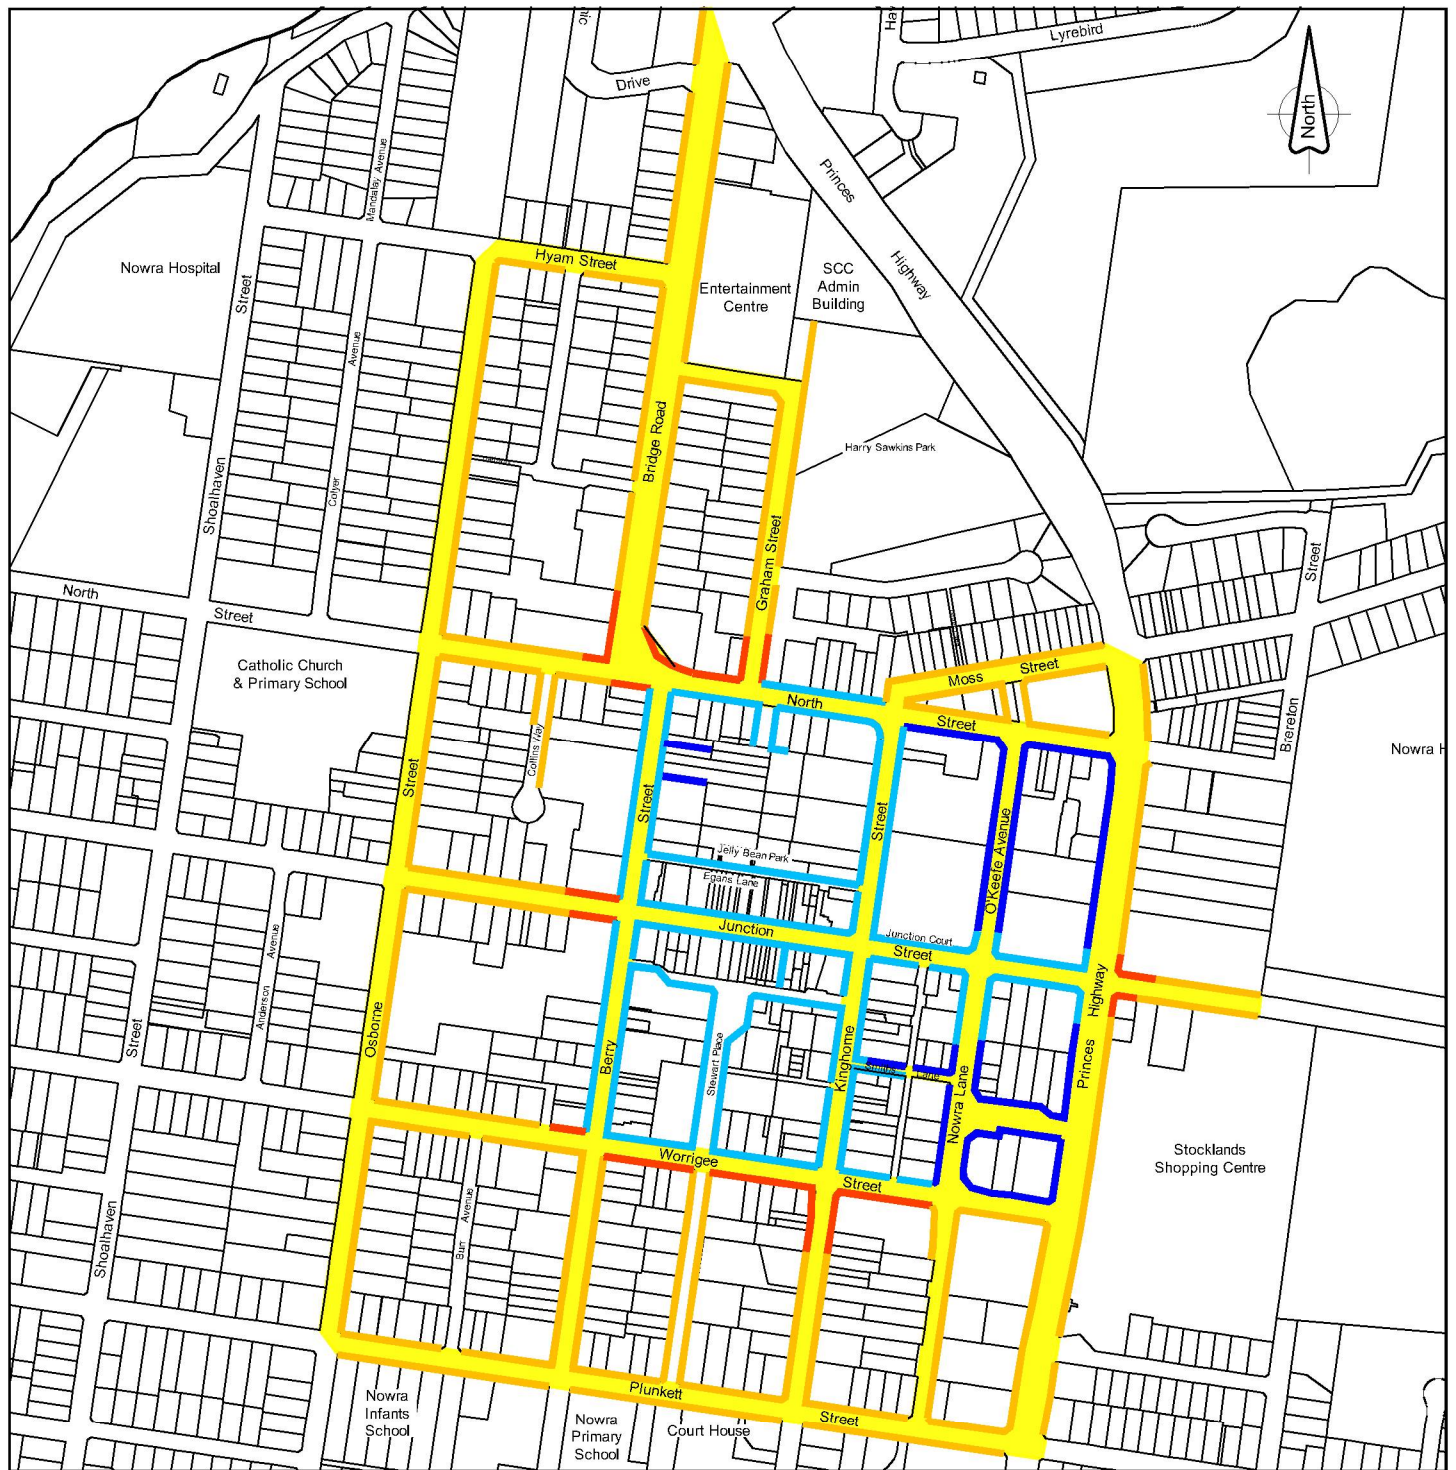 Lyrebird
Drive
Mandalay Avenue
North
Princes
Highway
Nowra Hospital
Street
Hyam Street
Entertainment
Centre
SCC
Admin
Building
Avenue
Bridge Road
Harry Sawkins Park
Colyer
Shoalhaven
Graham Street
Street
North
Street
Catholic Church
& Primary School
Moss
Street
North
Street
Brereton
Nowra H
Collins Way
Street
Street
Street
O'Keefe Avenue
Jelly Bean Park
Egans Lane
Junction
Junction Court
Street
Avenue
Anderson
Highway
Osborne
Street
Berry
Stewart Place
Kinghorne
Princes
Lane
Nowra Lane
Worrigee
Street
Stocklands
Shopping Centre
Avenue
Burr
Shoalhaven
Plunkett
Street
Nowra
Infants
School
Nowra
Primary
School
Court House